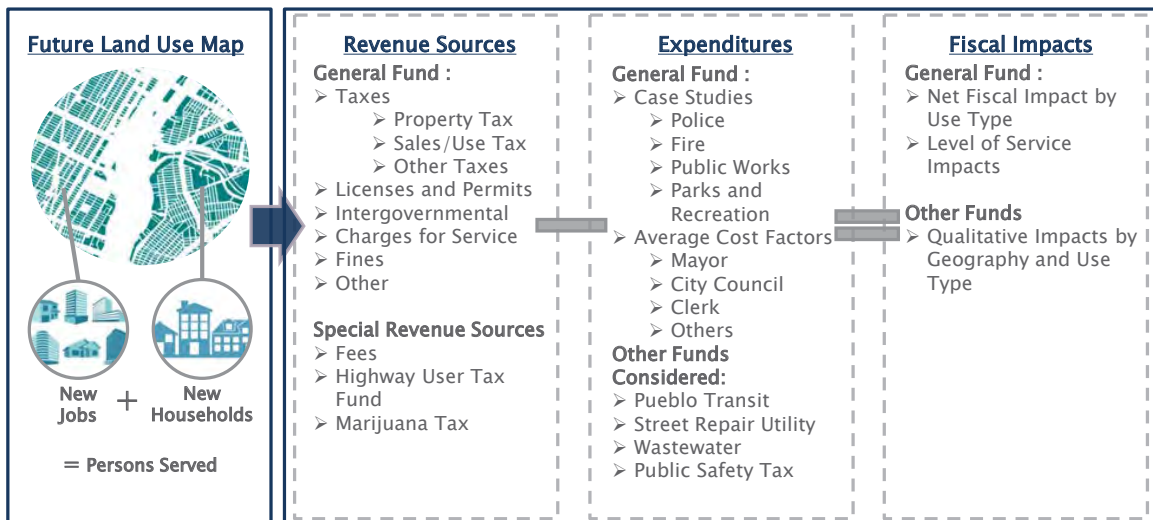 Future Land Use Map
New
Jobs
+
New
Households
= Persons Served
Revenue Sources
General Fund :
➢ Taxes
➢ Property Tax
➢ Sales/Use Tax
➢ Other Taxes
➢ Licenses and Permits
➢ Intergovernmental
➢ Charges for Service
➢ Fines
➢ Other
Special Revenue Sources
➢ Fees
➢ Highway User Tax
Fund
➢ Marijuana Tax
Expenditures
General Fund :
➢ Case Studies
➢ Police
➢ Fire
➢ Public Works
➢ Parks and
Recreation
➢ Average Cost Factors
➢ Mayor
➢ City Council
➢ Clerk
➢ Others
Other Funds
Considered:
➢ Pueblo Transit
➢ Street Repair Utility
➢ Wastewater
➢ Public Safety Tax
Fiscal Impacts
General Fund :
➢ Net Fiscal Impact by
Use Type
➢ Level of Service
Impacts
Other Funds
➢ Qualitative Impacts by
Geography and Use
Type